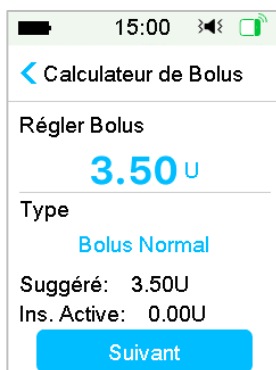 15:00
Calculateur de Bolus
Régler Bolus
3.50 U
Type
Bolus Normal
Suggéré: 3.50U
Ins. Active: 0.00U
Suivant